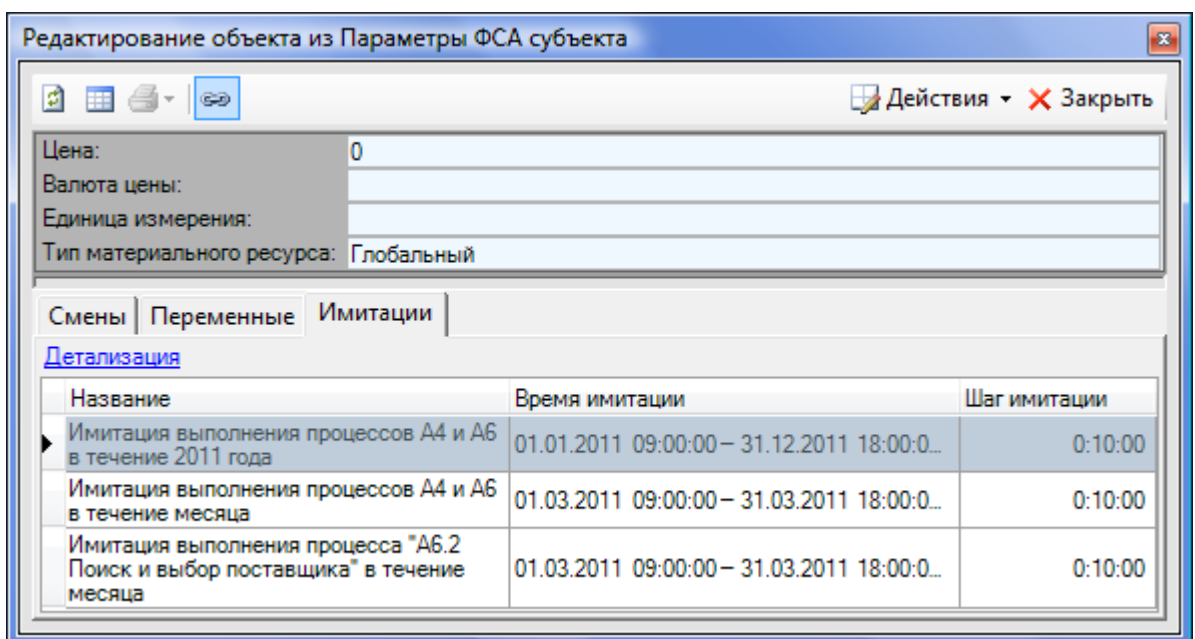 Редактирование объекта из Параметры ФСА субъекта
Действия Закрыть
Цена: 0
Валюта цены:
Единица измерения:
Тип материального ресурса: Глобальный
Смены Переменные Имитации
Детализация
Название Время имитации Шаг имитации
Имитация выполнения процессов А4 и А6
в течение 2011 года
01.01.2011 09:00:00 – 31.12.2011 18:00:0... 0:10:00
Имитация выполнения процессов А4 и А6
в течение месяца
01.03.2011 09:00:00 – 31.03.2011 18:00:0... 0:10:00
Имитация выполнения процесса "А6.2
Поиск и выбор поставщика" в течение
месяца
01.03.2011 09:00:00 – 31.03.2011 18:00:0... 0:10:00